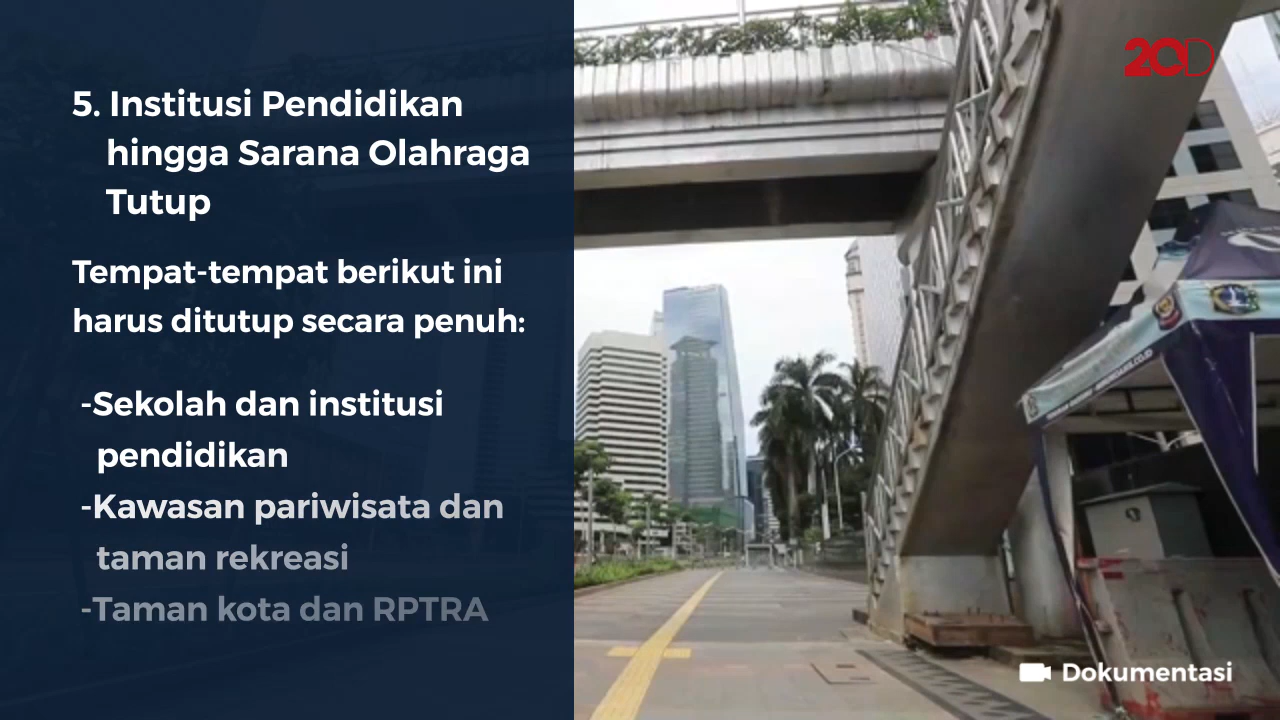 5. Institusi Pendidikan
hingga Sarana Olahraga
Tutup
Tempat-tempat berikut ini
harus ditutup secara penuh:
-Sekolah dan institusi
pendidikan
-Kawasan pariwisata dan
taman rekreasi
-Taman kota dan RPTRA
20D
Dokumentasi